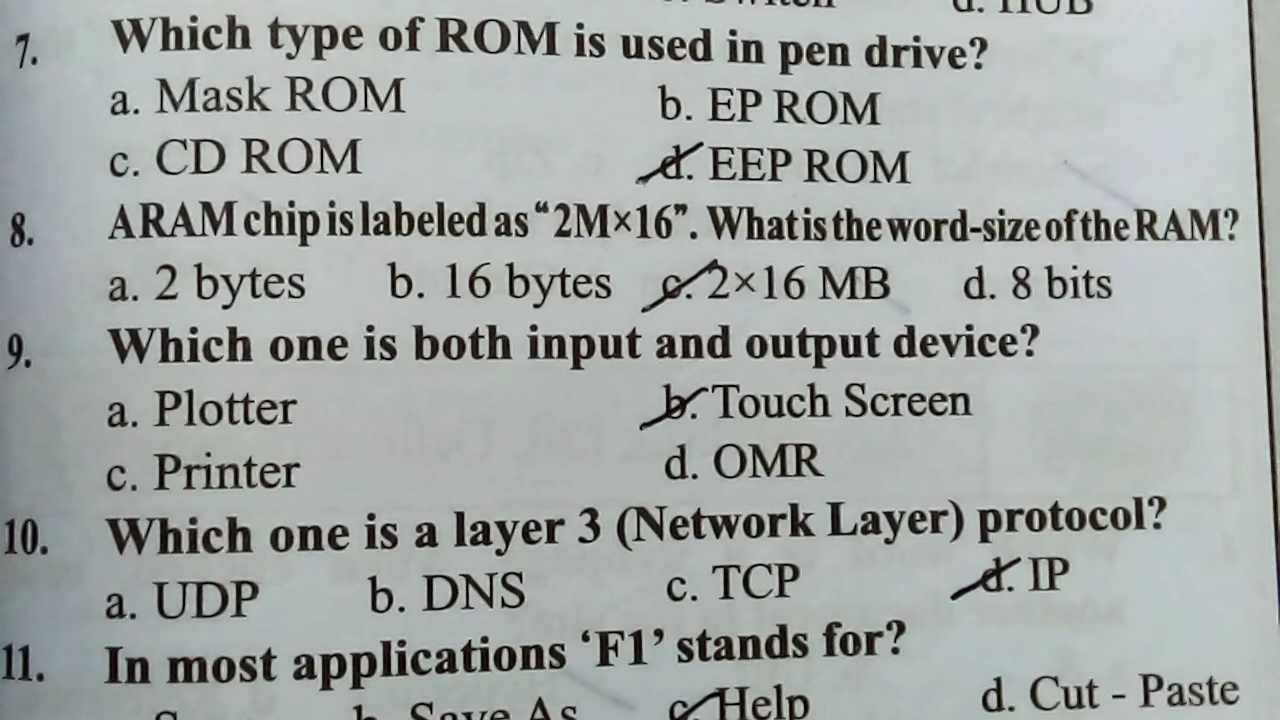 d. HUB
7. Which type of ROM is used in pen drive?
a. Mask ROM b. EP ROM
c. CD ROM d. EEP ROM
8. A RAM chip is labeled as “2M×16”. What is the word-size of the RAM?
a. 2 bytes b. 16 bytes c. 2×16 MB d. 8 bits
9. Which one is both input and output device?
a. Plotter b. Touch Screen
c. Printer d. OMR
10. Which one is a layer 3 (Network Layer) protocol?
a. UDP b. DNS c. TCP d. IP
11. In most applications ‘F1’ stands for?
b. Save As c. Help d. Cut - Paste